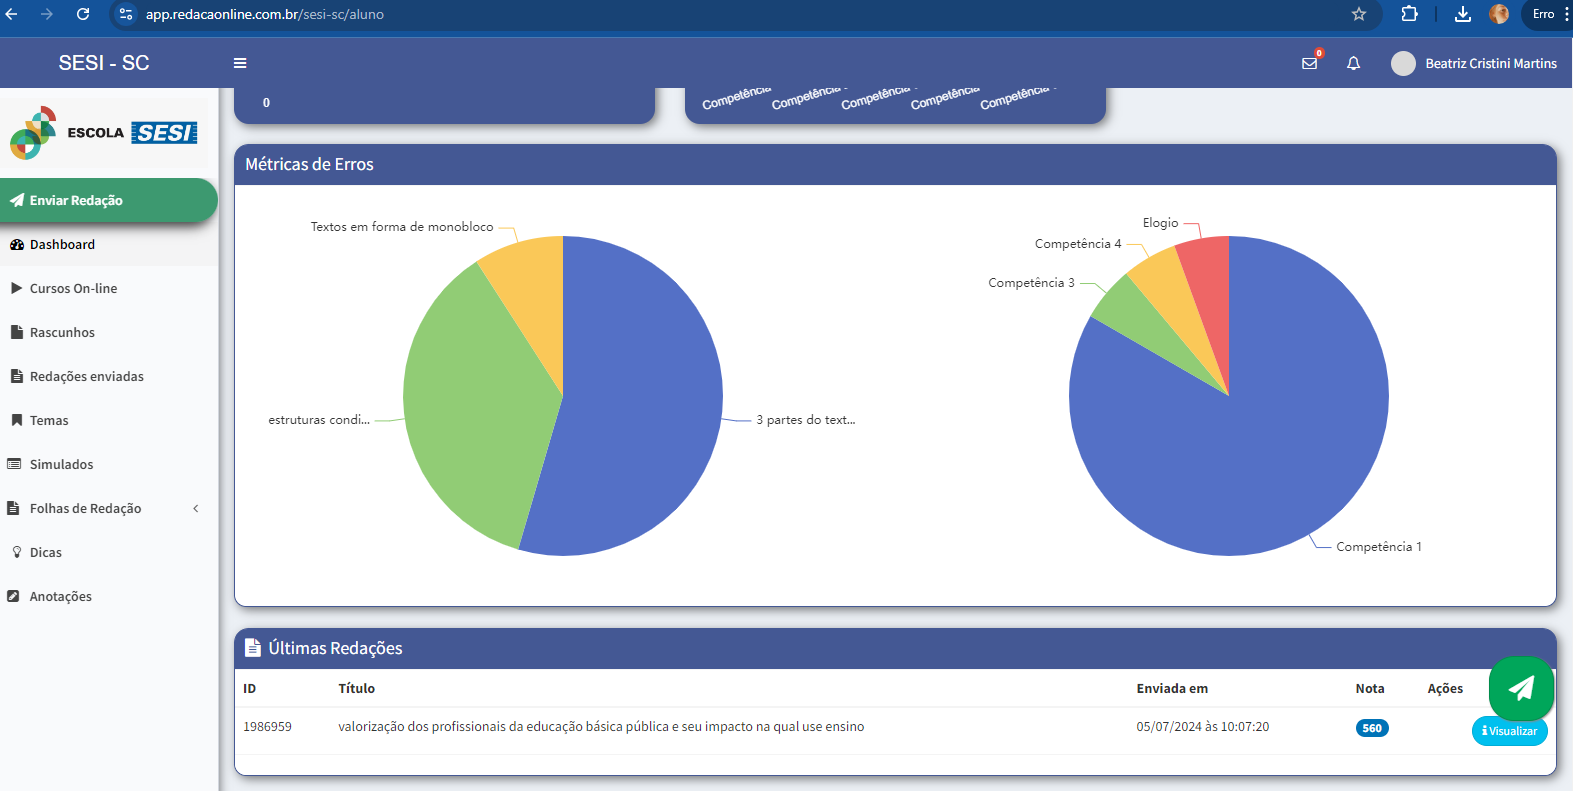 app.redacaonline.com.br/sesi-sc/aluno
Erro
SESI - SC
0
Beatriz Cristini Martins
ESCOLA SESI
Enviar Redação
Dashboard
Cursos On-line
Rascunhos
Redações enviadas
Temas
Simulados
Folhas de Redação
Dicas
Anotações
0
Competência
Competência
Competência
Competência
Competência
Métricas de Erros
Textos em forma de monobloco
estruturas condi...
3 partes do text...
Elogio
Competência 4
Competência 3
Competência 1
Últimas Redações
ID Título Enviada em Nota Ações
1986959 valorização dos profissionais da educação básica pública e seu impacto na qual use ensino 05/07/2024 às 10:07:20 560 Visualizar